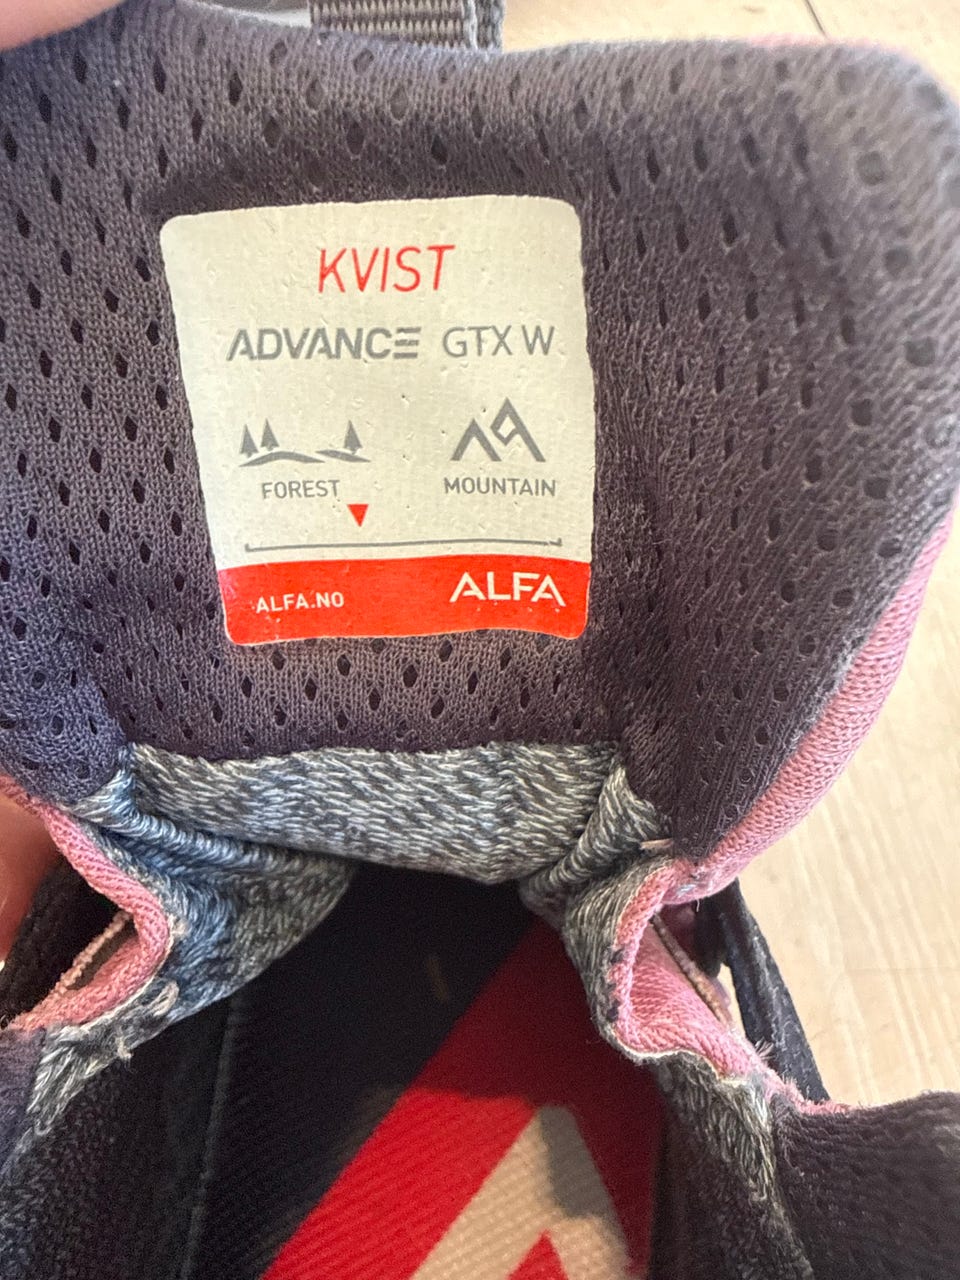 KVIST
ADVANCE GTX W
FOREST MOUNTAIN
ALFA.NO ALFA